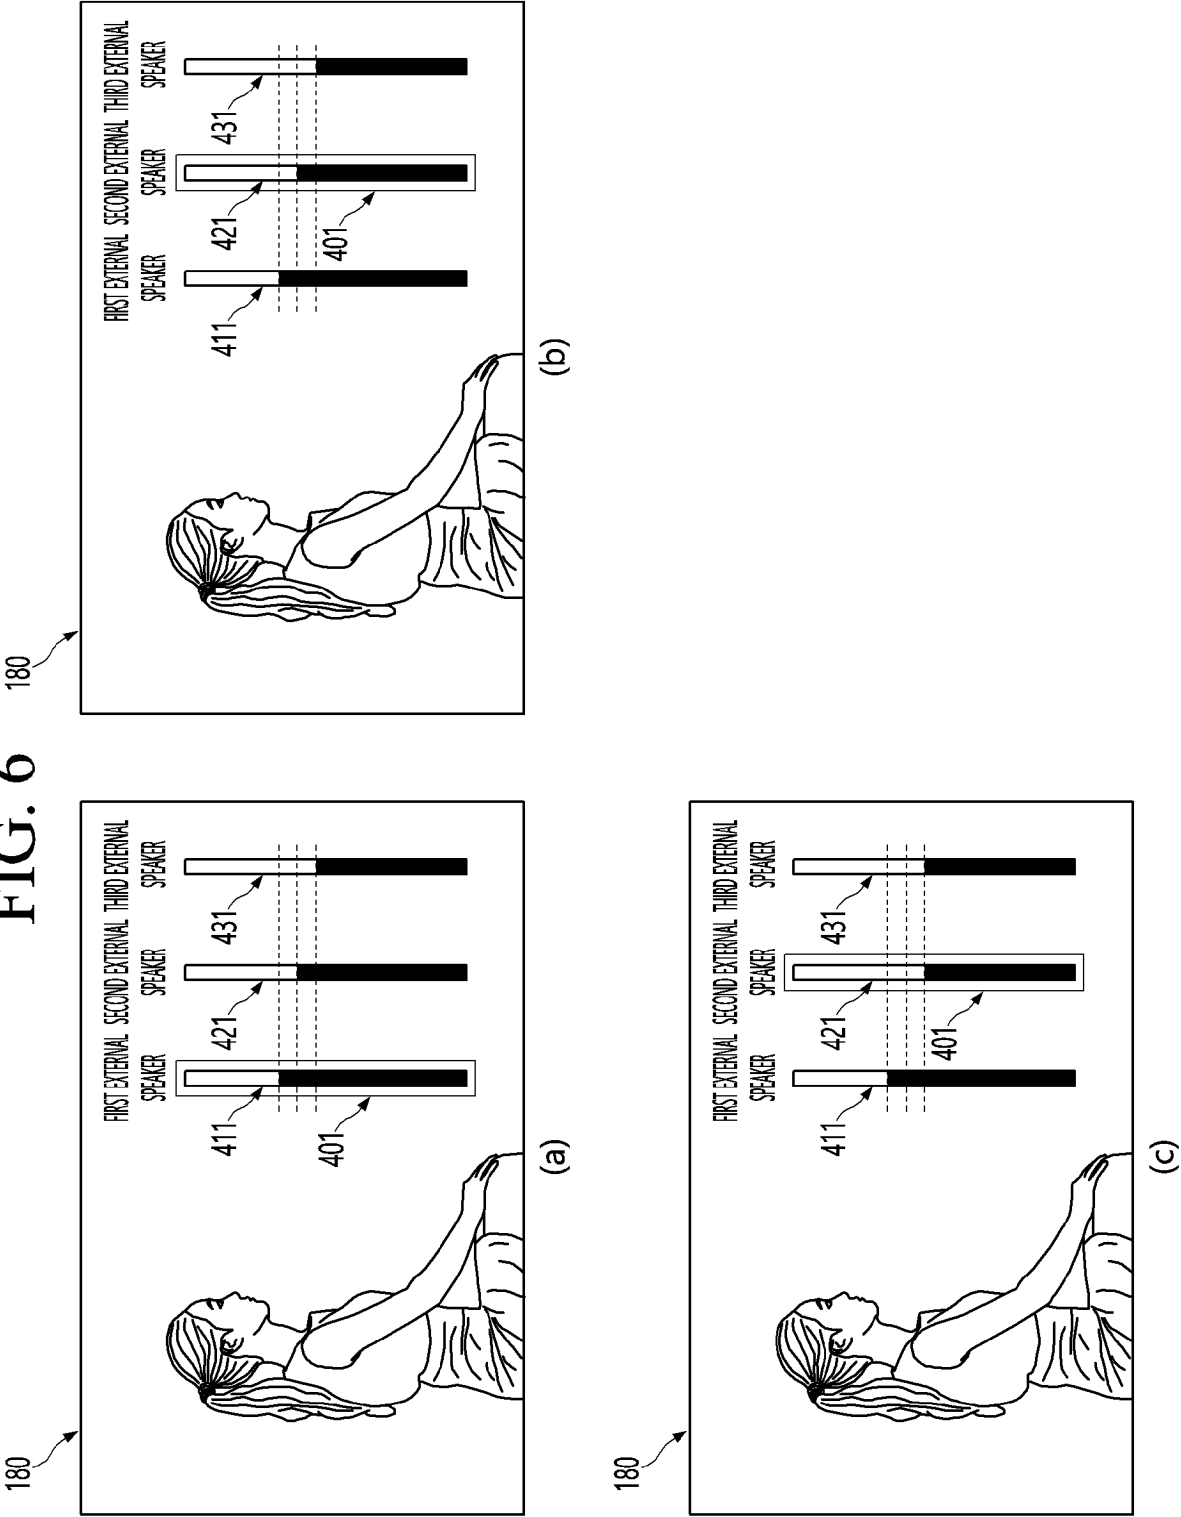 FIG. 6
180
FIRST EXTERNAL SPEAKER
SECOND EXTERNAL SPEAKER
THIRD EXTERNAL SPEAKER
411
421
431
401
(a)
180
FIRST EXTERNAL SPEAKER
SECOND EXTERNAL SPEAKER
THIRD EXTERNAL SPEAKER
411
421
431
401
(b)
180
FIRST EXTERNAL SPEAKER
SECOND EXTERNAL SPEAKER
THIRD EXTERNAL SPEAKER
411
421
431
401
(c)